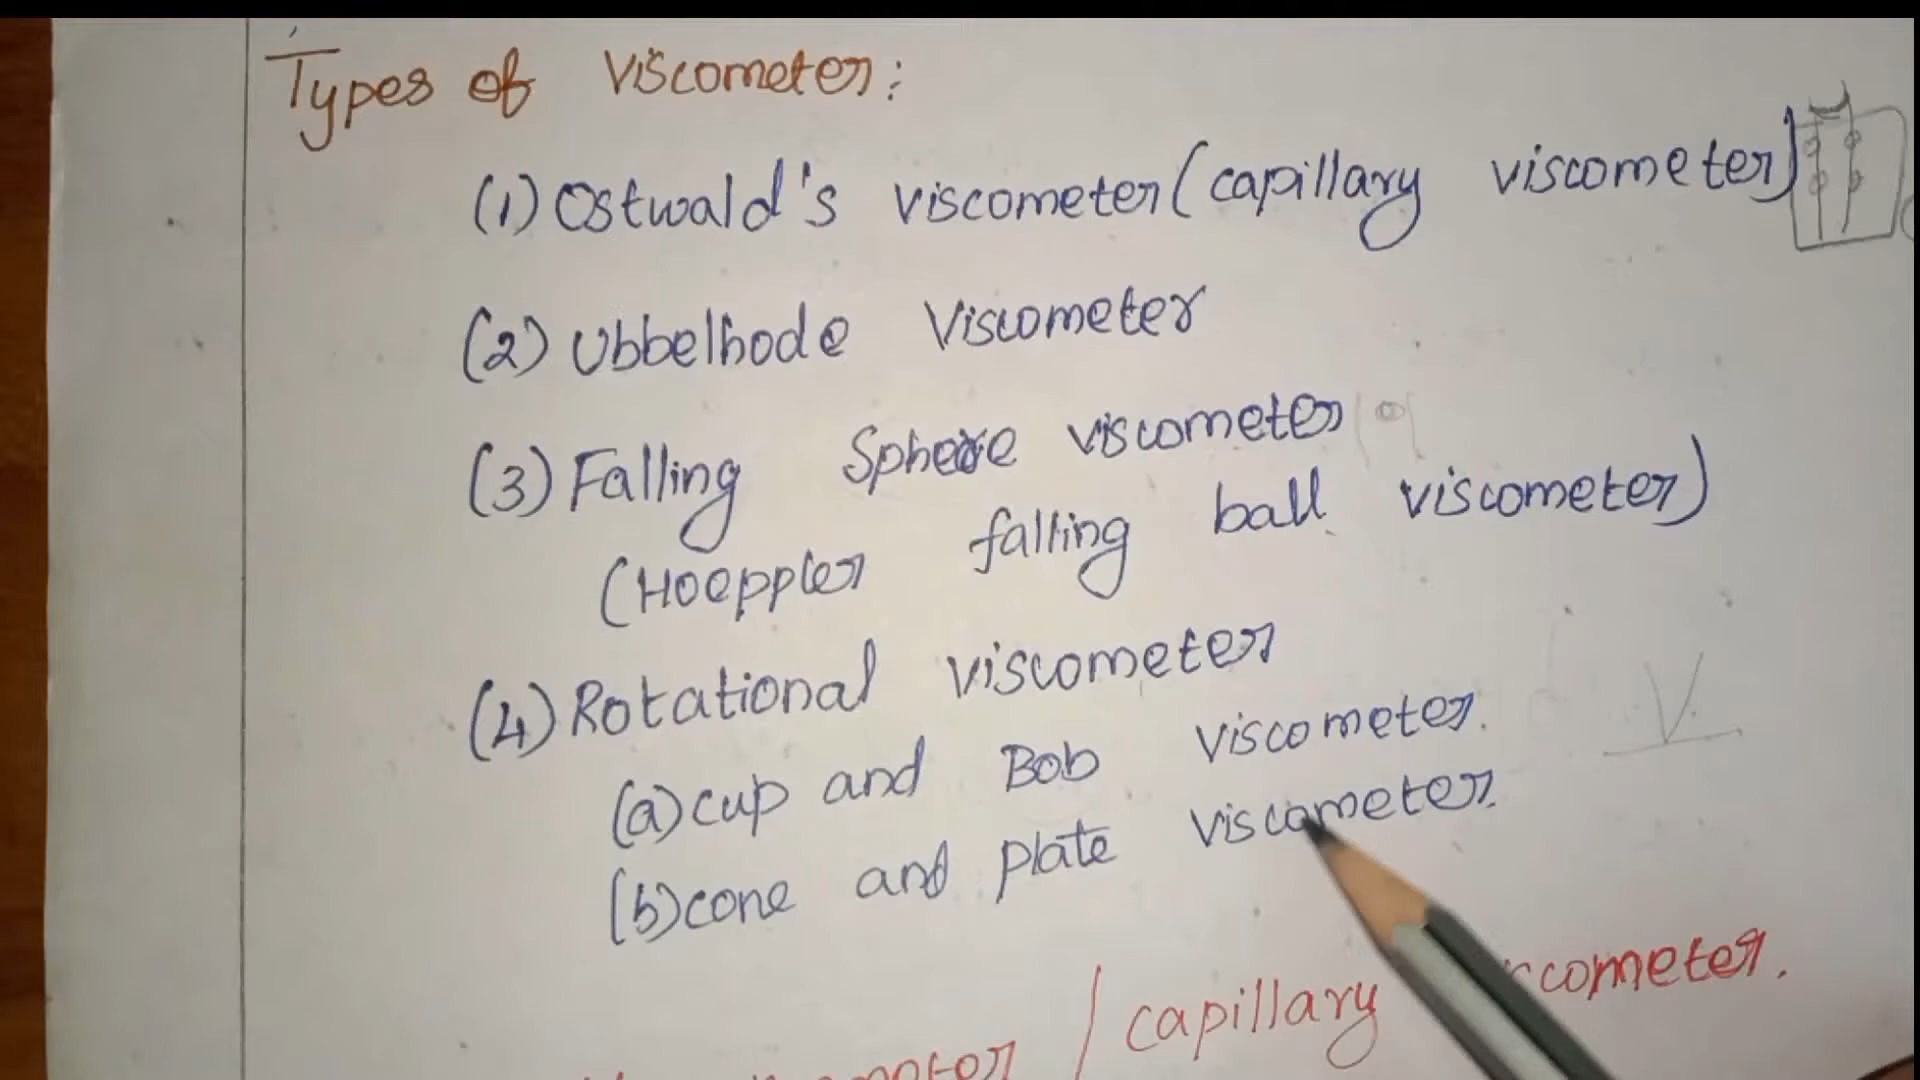 Types of Viscometer:
(1) Ostwald's viscometer (capillary viscometer)
(2) Ubbelhode Viscometer
(3) Falling Sphere viscometer
(Hoeppler falling ball viscometer)
(4) Rotational viscometer
(a) cup and Bob viscometer.
(b) cone and plate viscometer.
/ capillary